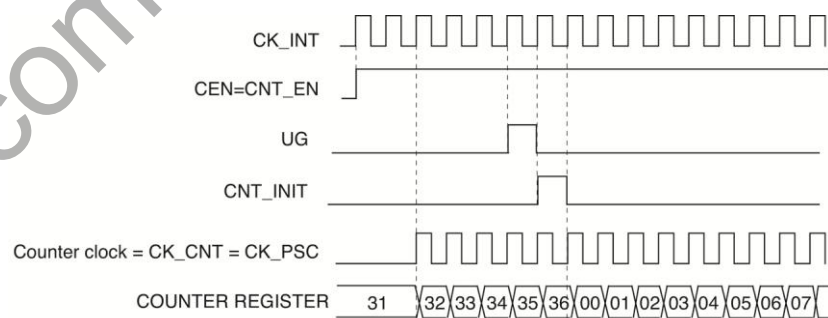 com
CK_INT
CEN=CNT_EN
UG
CNT_INIT
Counter clock = CK_CNT = CK_PSC
COUNTER REGISTER 31 32 33 34 35 36 00 01 02 03 04 05 06 07